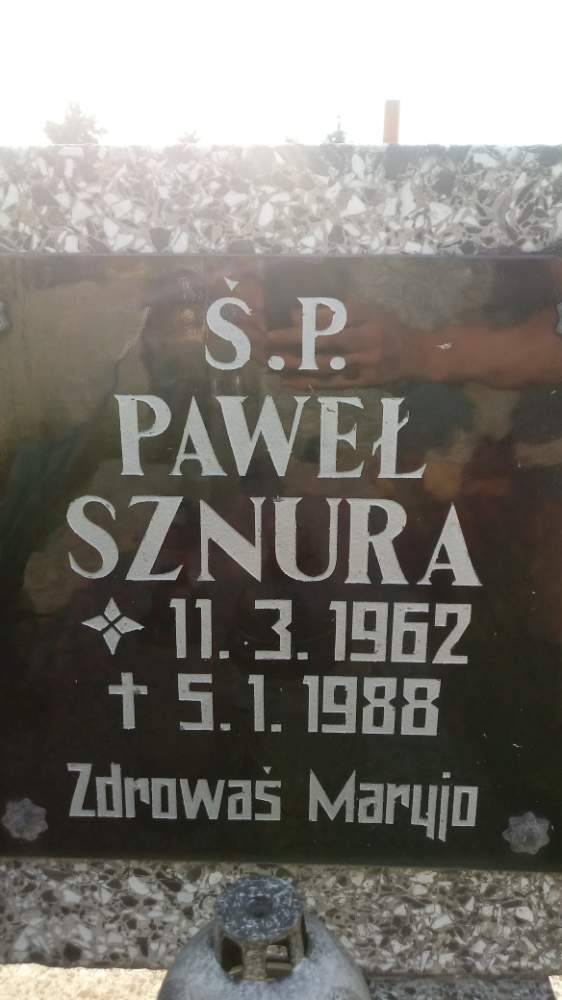 Ś.P.
PAWEŁ
SZNURA
11.3.1962
† 5.1.1988
Zdrowaś Maryjo